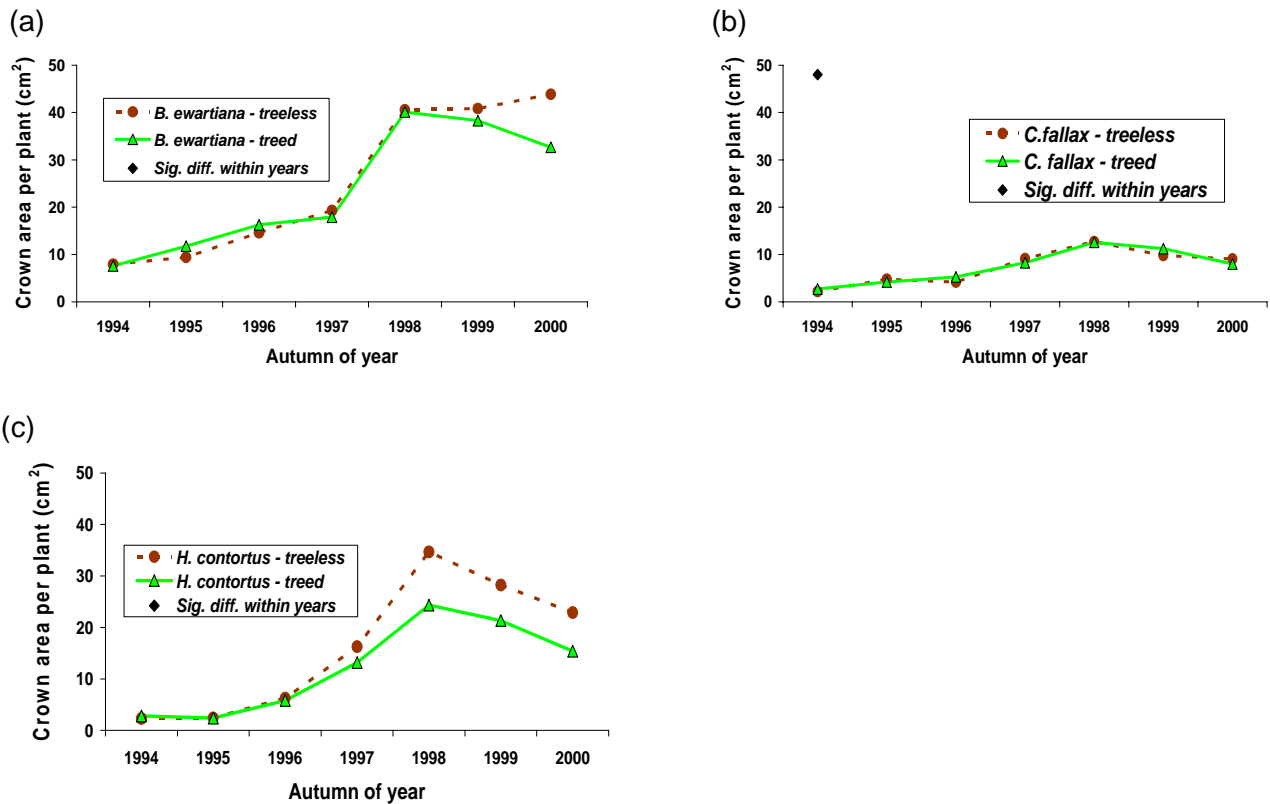 (a)
Crown area per plant (cm²)
50
40
30
20
10
0
B. ewartiana - treeless
B. ewartiana - treed
Sig. diff. within years
1994 1995 1996 1997 1998 1999 2000
Autumn of year
(b)
Crown area per plant (cm²)
50
40
30
20
10
0
C.fallax - treeless
C. fallax - treed
Sig. diff. within years
1994 1995 1996 1997 1998 1999 2000
Autumn of year
(c)
Crown area per plant (cm²)
50
40
30
20
10
0
H. contortus - treeless
H. contortus - treed
Sig. diff. within years
1994 1995 1996 1997 1998 1999 2000
Autumn of year